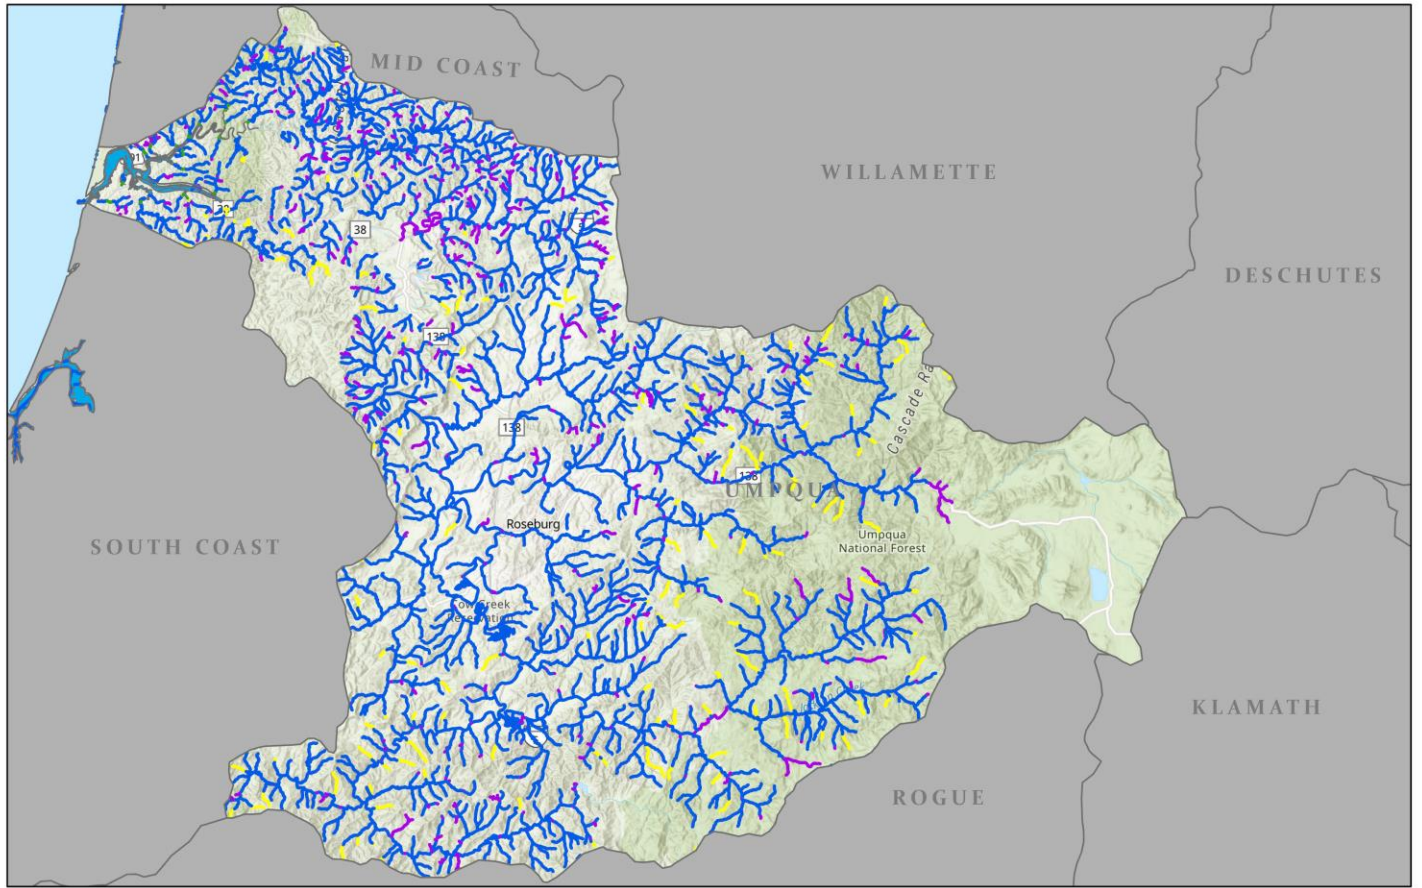 MID COAST
WILLAMETTE
DESCHUTES
38
138
138
138
UMPQUA
Cascade Ra
Roseburg
Umpqua
National Forest
SOUTH COAST
KLAMATH
ROGUE